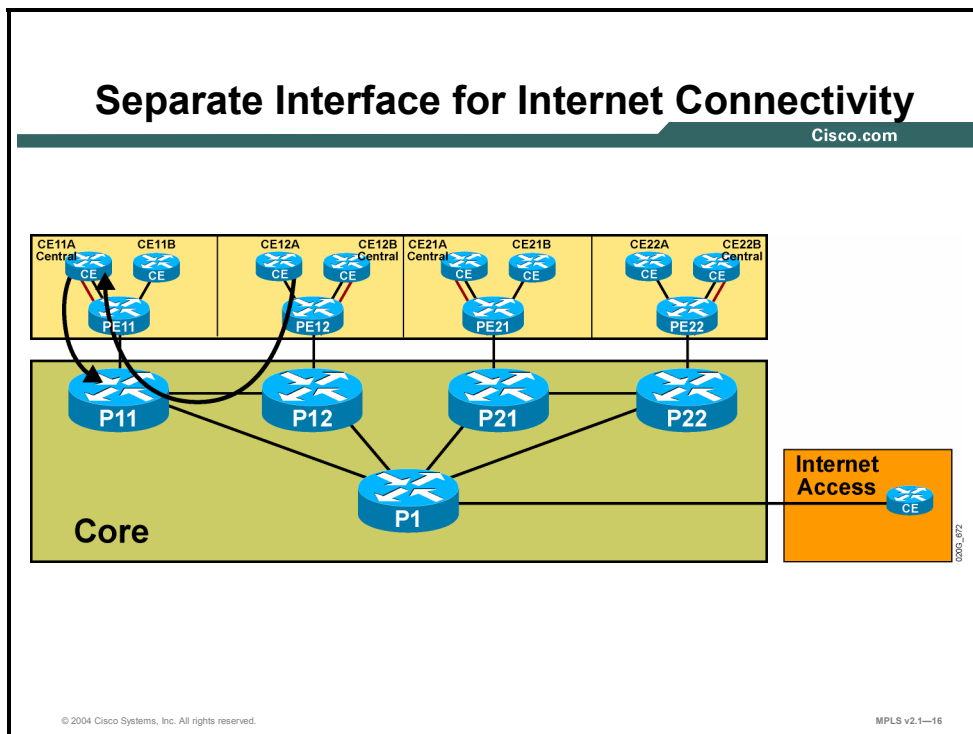 Separate Interface for Internet Connectivity
Cisco.com
CE11A
Central
CE
CE11B
CE
PE11
CE12A
CE
CE12B
Central
CE
PE12
CE21A
Central
CE
CE21B
CE
PE21
CE22A
CE
CE22B
Central
CE
PE22
P11
P12
P21
P22
P1
Core
Internet
Access
CE
020G_672
© 2004 Cisco Systems, Inc. All rights reserved.
MPLS v2.1—16